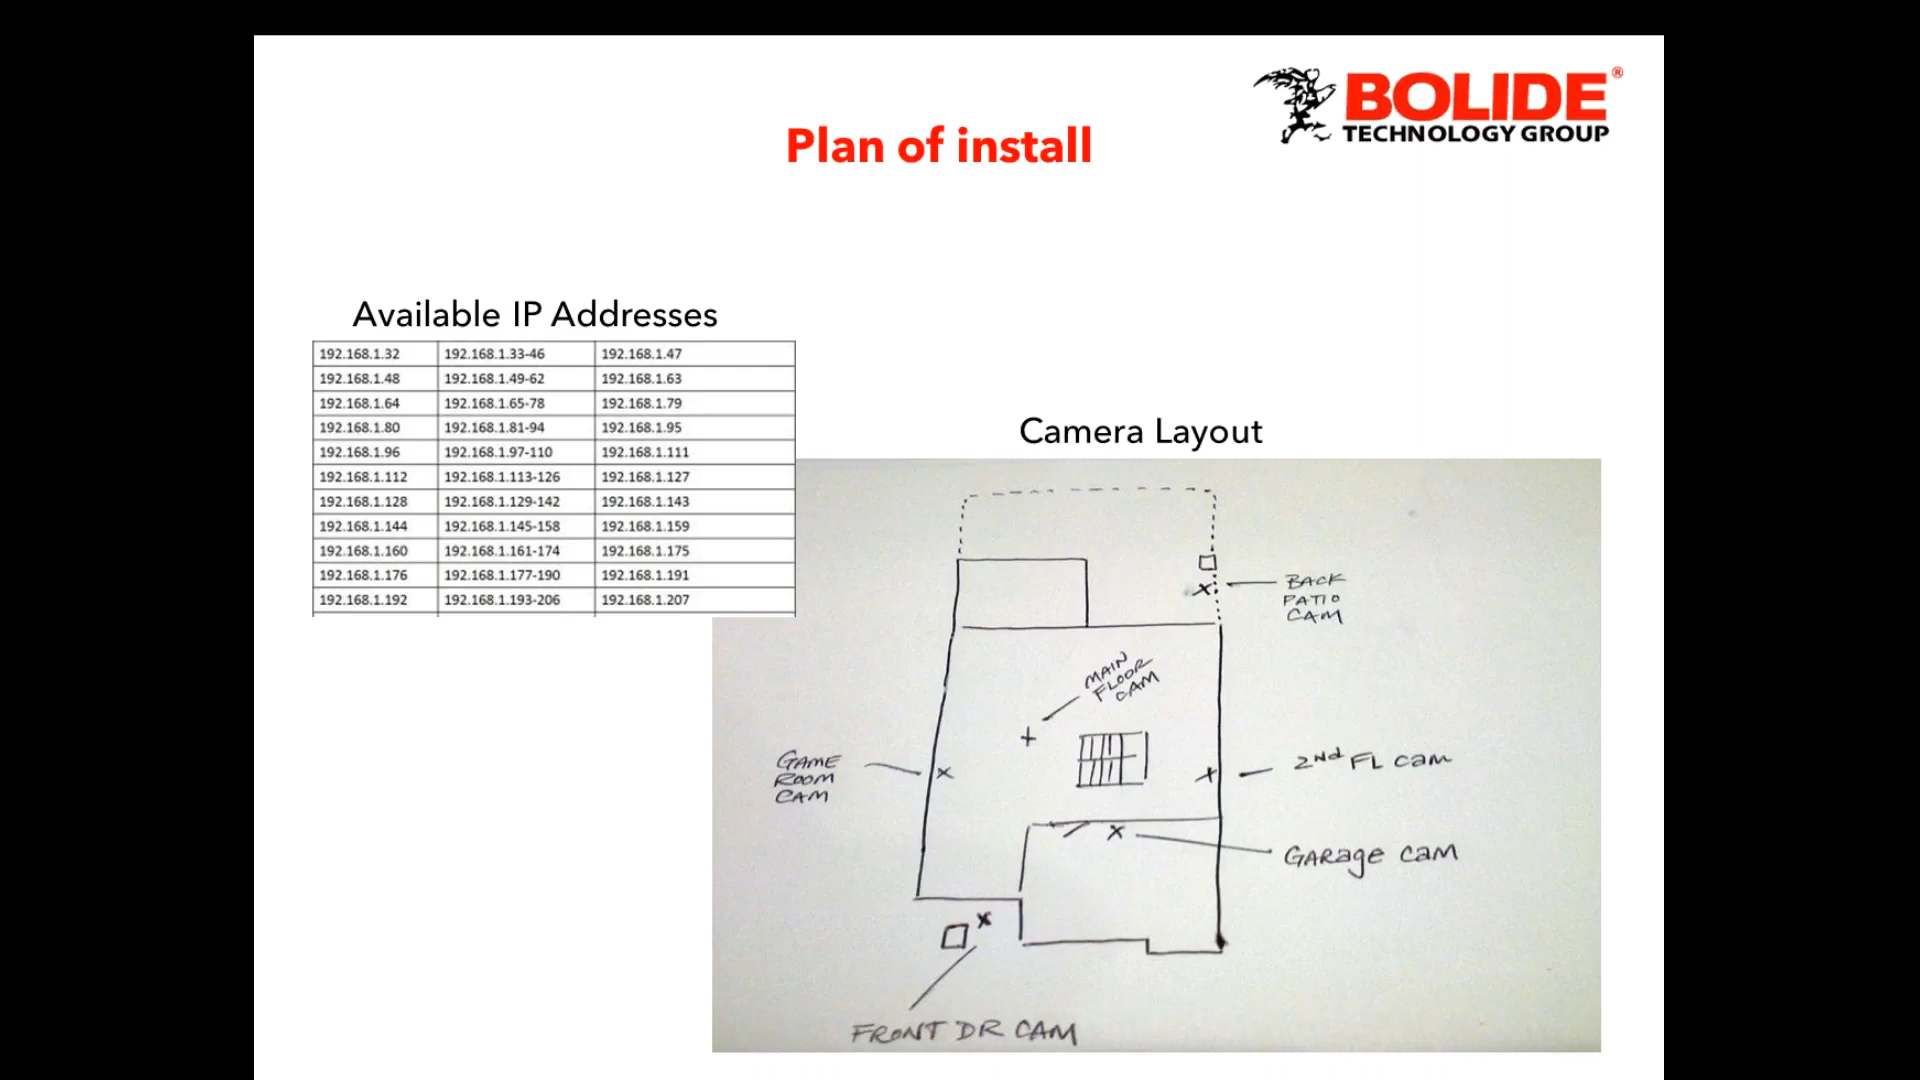 BOLIDE®
TECHNOLOGY GROUP
Plan of install
Available IP Addresses
192.168.1.32 192.168.1.33-46 192.168.1.47
192.168.1.48 192.168.1.49-62 192.168.1.63
192.168.1.64 192.168.1.65-78 192.168.1.79
192.168.1.80 192.168.1.81-94 192.168.1.95
192.168.1.96 192.168.1.97-110 192.168.1.111
192.168.1.112 192.168.1.113-126 192.168.1.127
192.168.1.128 192.168.1.129-142 192.168.1.143
192.168.1.144 192.168.1.145-158 192.168.1.159
192.168.1.160 192.168.1.161-174 192.168.1.175
192.168.1.176 192.168.1.177-190 192.168.1.191
192.168.1.192 192.168.1.193-206 192.168.1.207
Camera Layout
BACK
PATIO
CAM
MAIN
FLOOR
CAM
GAME
ROOM
CAM
2nd FL cam
GARage cam
FRONT DR CAM